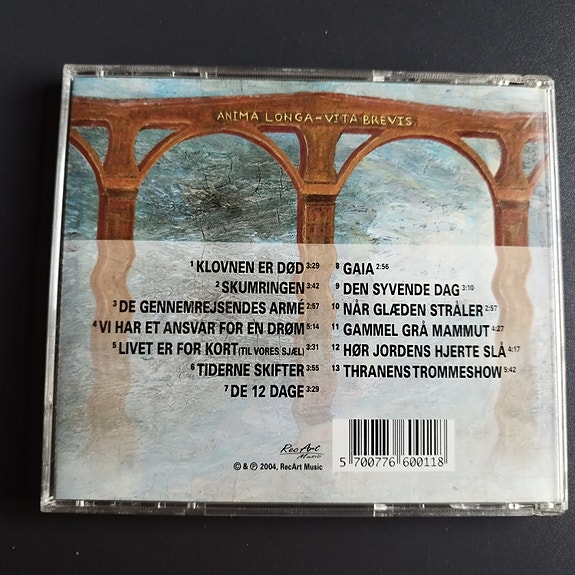 ANIMA LONGA - VITA BREVIS
1 KLOVNEN ER DØD 3:29
2 SKUMRINGEN 3:42
3 DE GENNEMREJSENDES ARMÉ 2:57
4 VI HAR ET ANSVAR FOR EN DRØM 5:14
5 LIVET ER FOR KORT (TIL VORES SJÆL) 3:31
6 TIDERNE SKIFTER 3:55
7 DE 12 DAGE 3:29
8 GAIA 2:56
9 DEN SYVENDE DAG 3:10
10 NÅR GLÆDEN STRÅLER 2:57
11 GAMMEL GRÅ MAMMUT 4:27
12 HØR JORDENS HJERTE SLÅ 4:17
13 THRANENS TROMMESHOW 5:42
RecArt
Music
© & ℗ 2004, RecArt Music
5 700776 600118